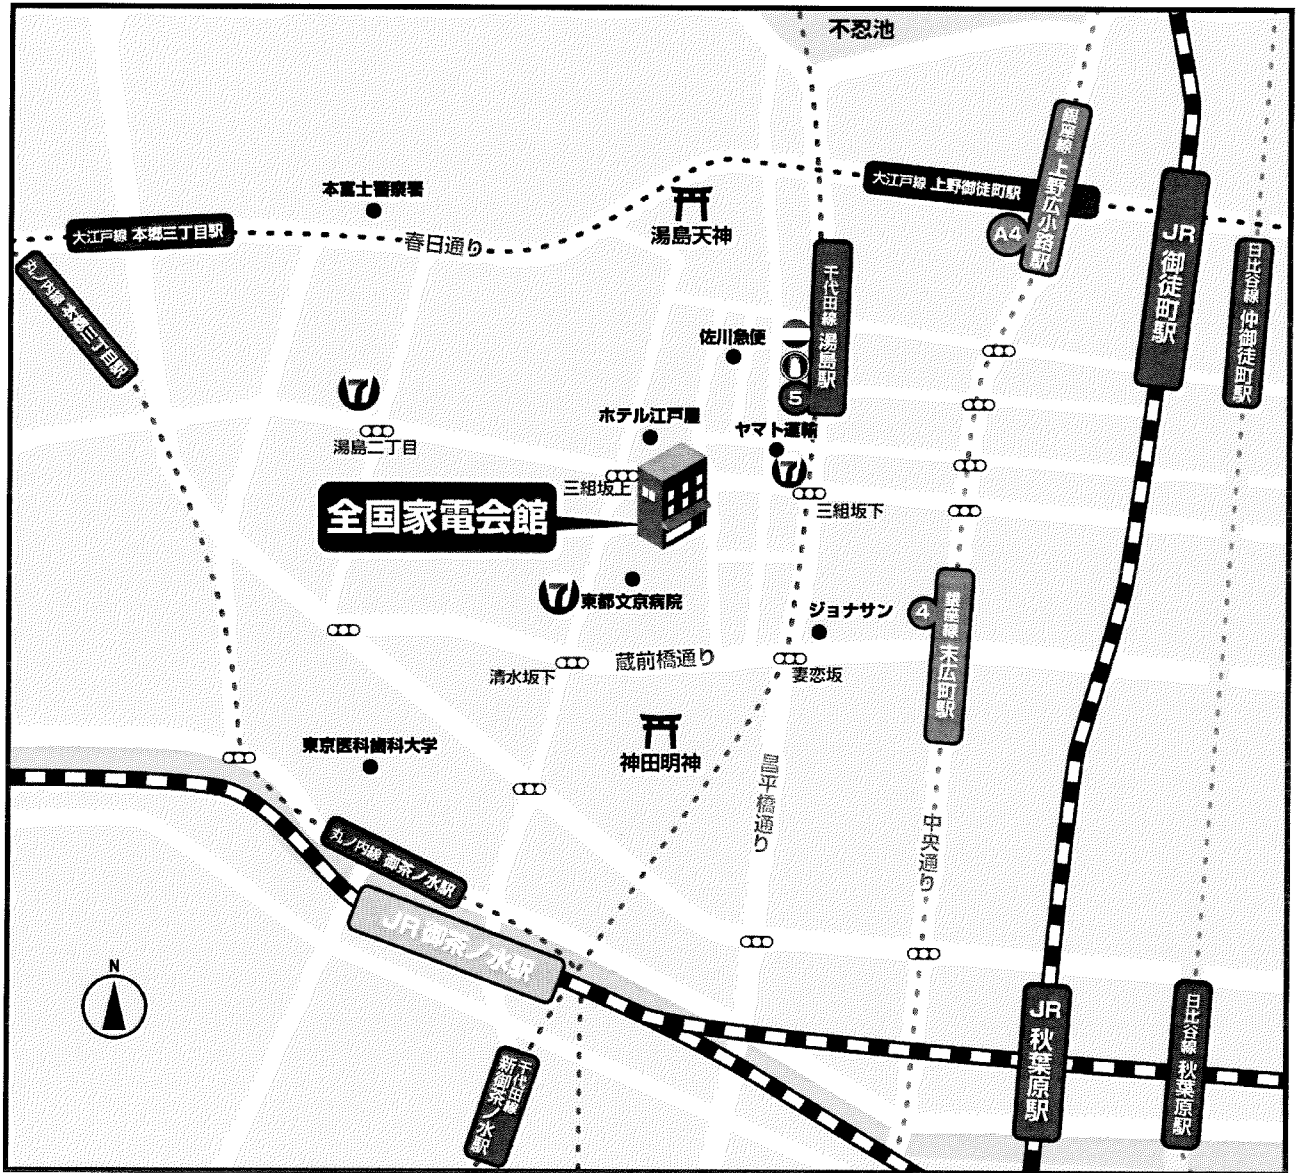 不忍池
銀座線 上野広小路駅
本富士警察署
大江戸線 上野御徒町駅
大江戸線 本郷三丁目駅
春日通り
湯島天神
A4
JR 御徒町駅
丸ノ内線 本郷三丁目駅
千代田線 湯島駅
日比谷線 仲御徒町駅
佐川急便
7
5
ホテル江戸屋
ヤマト運輸
湯島二丁目
7
三組坂上
三組坂下
全国家電会館
7
東都文京病院
ジョナサン
4
銀座線 末広町駅
蔵前橋通り
清水坂下
妻恋坂
東京医科歯科大学
神田明神
昌平橋通り
中央通り
丸ノ内線 御茶ノ水駅
JR 御茶ノ水駅
N
JR 秋葉原駅
日比谷線 秋葉原駅
千代田線
新御茶ノ水駅